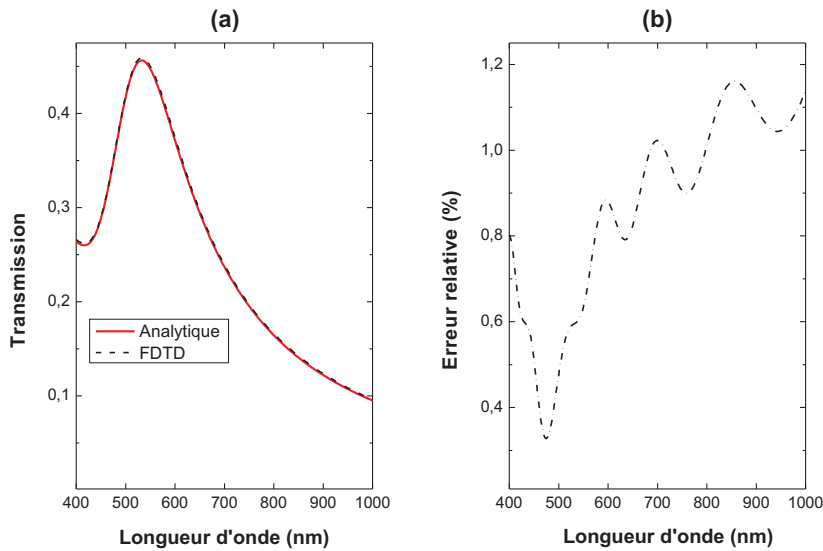 (a)
0,4
0,3
0,2
0,1
Transmission
Analytique
FDTD
400 500 600 700 800 900 1000
Longueur d'onde (nm)
(b)
1,2
1,0
0,8
0,6
0,4
Erreur relative (%)
400 500 600 700 800 900 1000
Longueur d'onde (nm)